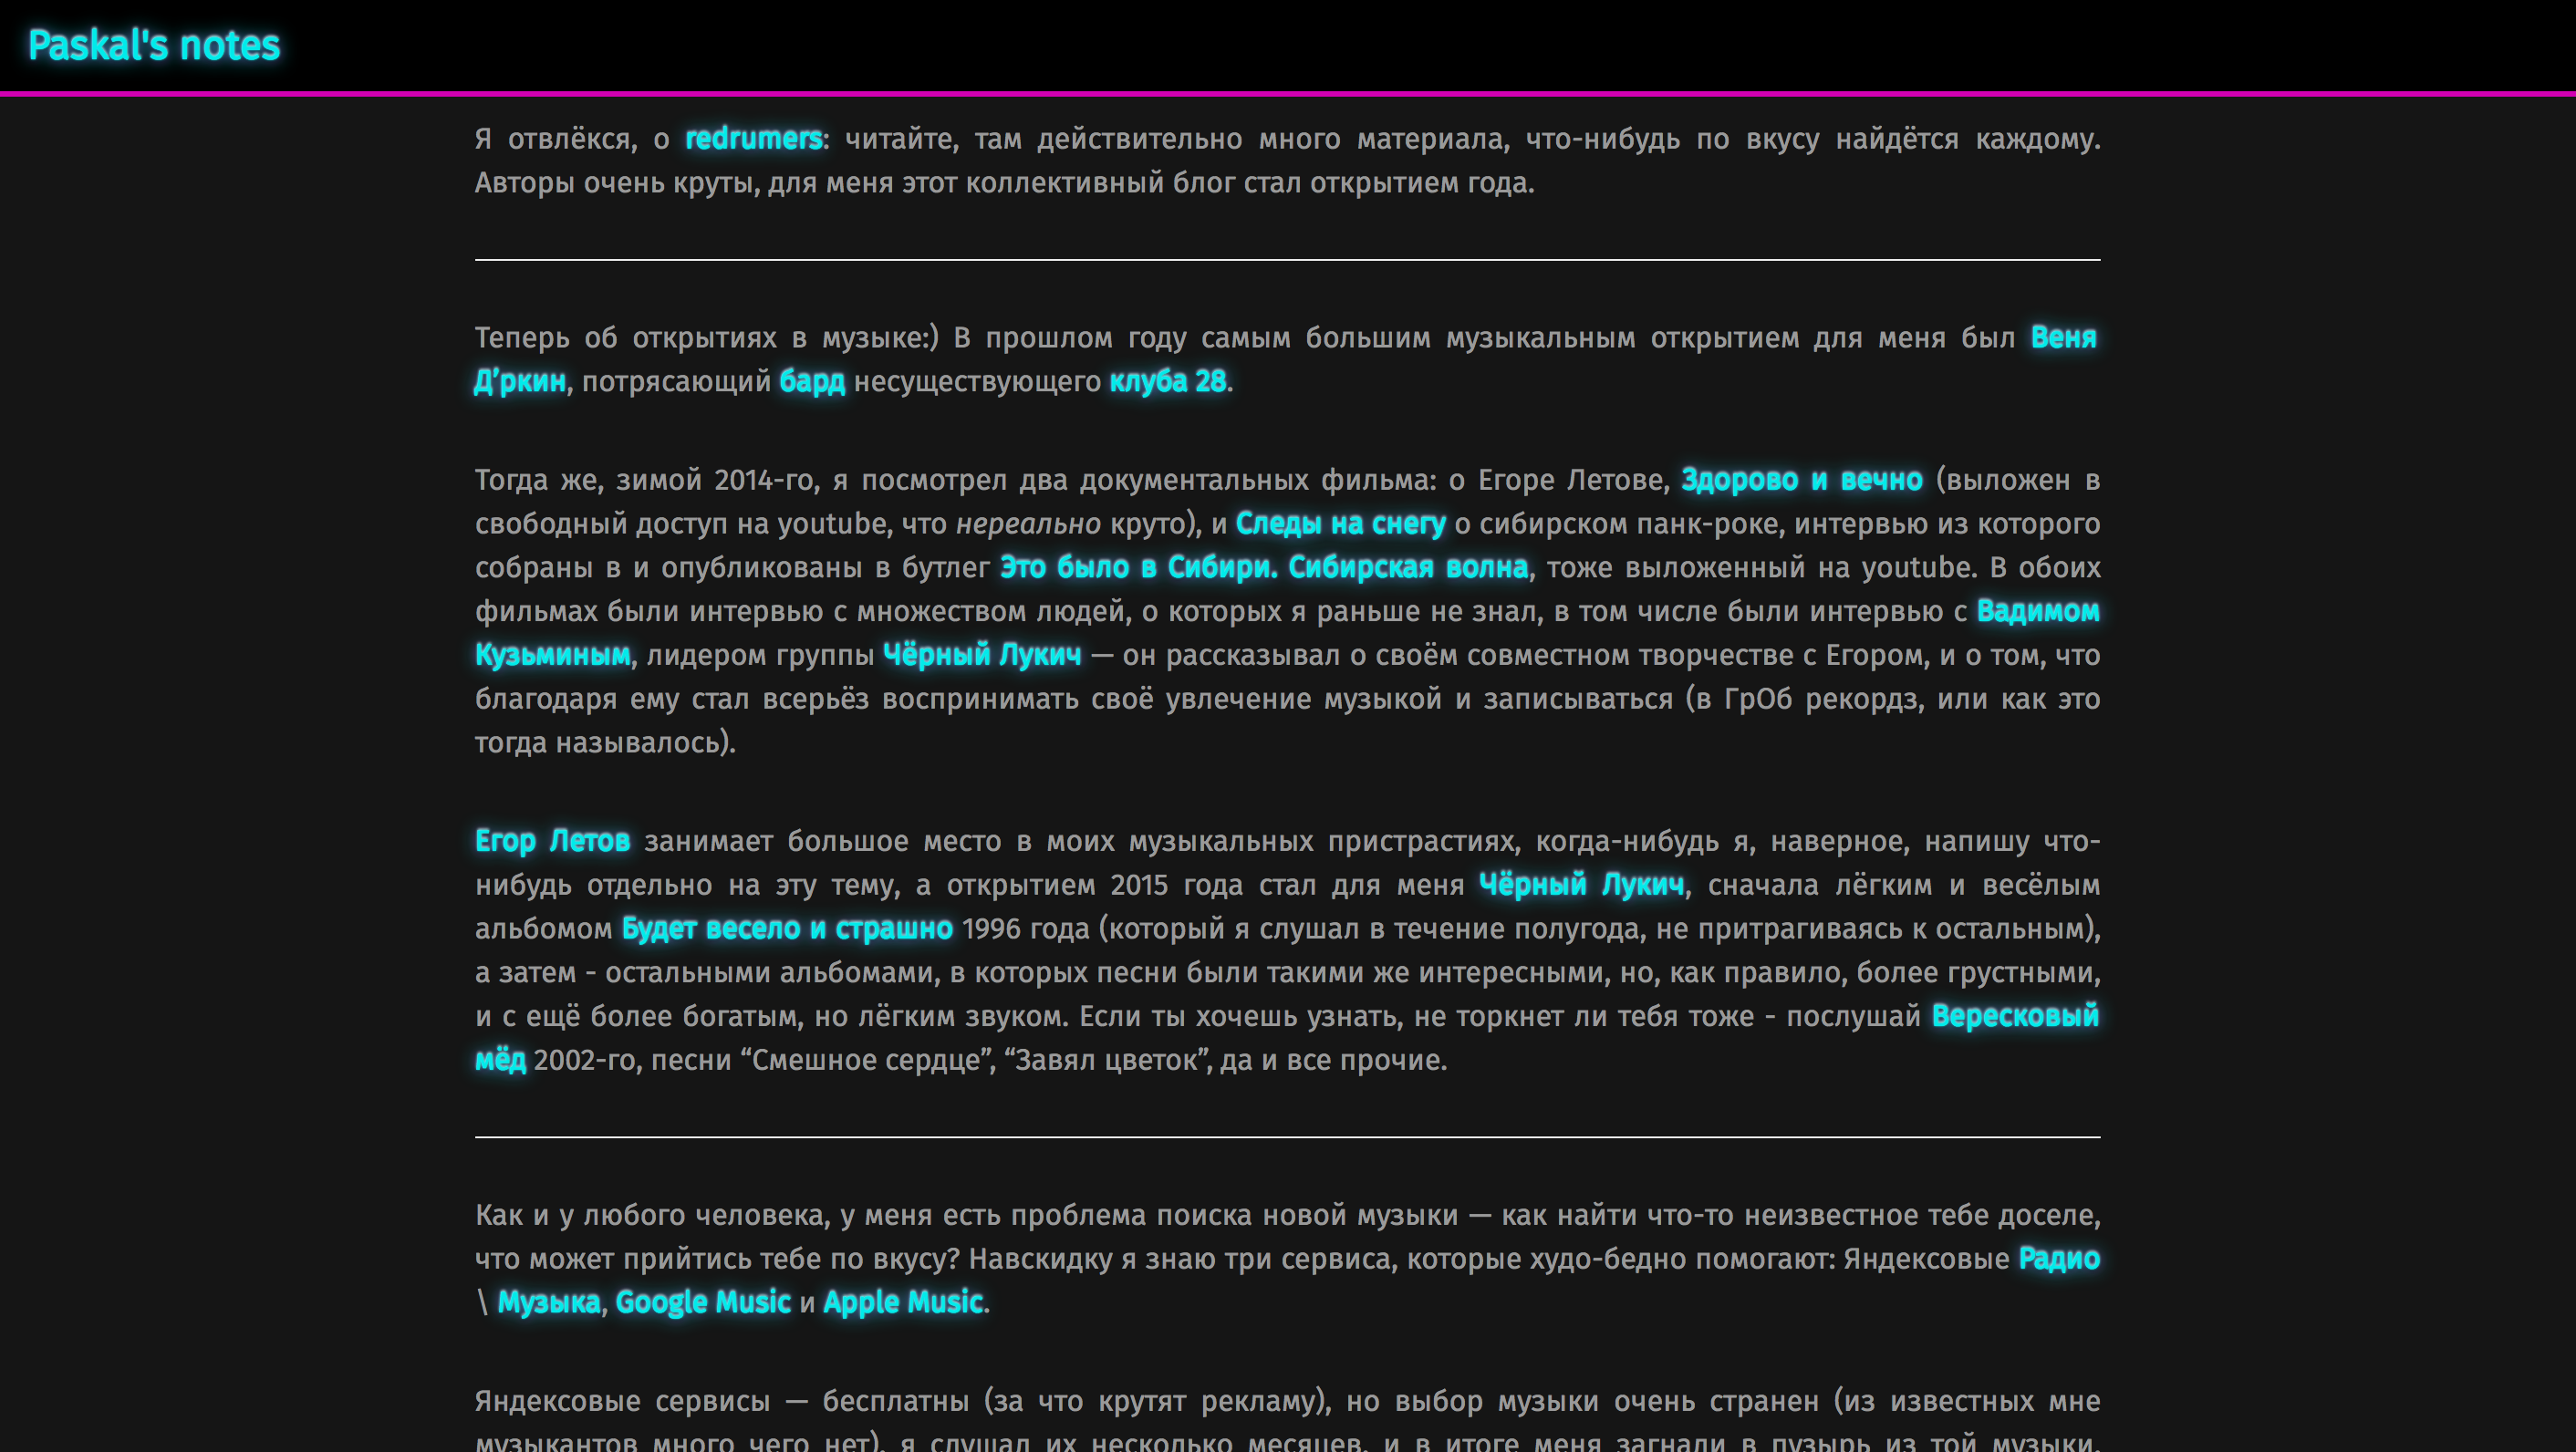 Paskal's notes
Я отвлёкся, о redrumers: читайте, там действительно много материала, что-нибудь по вкусу найдётся каждому.
Авторы очень круты, для меня этот коллективный блог стал открытием года.
Теперь об открытиях в музыке:) В прошлом году самым большим музыкальным открытием для меня был Веня
Д’ркин, потрясающий бард несуществующего клуба 28.
Тогда же, зимой 2014-го, я посмотрел два документальных фильма: о Егоре Летове, Здорово и вечно (выложен в
свободный доступ на youtube, что нереально круто), и Следы на снегу о сибирском панк-роке, интервью из которого
собраны в и опубликованы в бутлег Это было в Сибири. Сибирская волна, тоже выложенный на youtube. В обоих
фильмах были интервью с множеством людей, о которых я раньше не знал, в том числе были интервью с Вадимом
Кузьминым, лидером группы Чёрный Лукич — он рассказывал о своём совместном творчестве с Егором, и о том, что
благодаря ему стал всерьёз воспринимать своё увлечение музыкой и записываться (в ГрОб рекордз, или как это
тогда называлось).
Егор Летов занимает большое место в моих музыкальных пристрастиях, когда-нибудь я, наверное, напишу что-
нибудь отдельно на эту тему, а открытием 2015 года стал для меня Чёрный Лукич, сначала лёгким и весёлым
альбомом Будет весело и страшно 1996 года (который я слушал в течение полугода, не притрагиваясь к остальным),
а затем - остальными альбомами, в которых песни были такими же интересными, но, как правило, более грустными,
и с ещё более богатым, но лёгким звуком. Если ты хочешь узнать, не торкнет ли тебя тоже - послушай Вересковый
мёд 2002-го, песни “Смешное сердце”, “Завял цветок”, да и все прочие.
Как и у любого человека, у меня есть проблема поиска новой музыки — как найти что-то неизвестное тебе доселе,
что может прийтись тебе по вкусу? Навскидку я знаю три сервиса, которые худо-бедно помогают: Яндексовые Радио
\ Музыка, Google Music и Apple Music.
Яндексовые сервисы — бесплатны (за что крутят рекламу), но выбор музыки очень странен (из известных мне
музыкантов много чего нет), я слушал их несколько месяцев, и в итоге меня загнали в пузырь из той музыки,